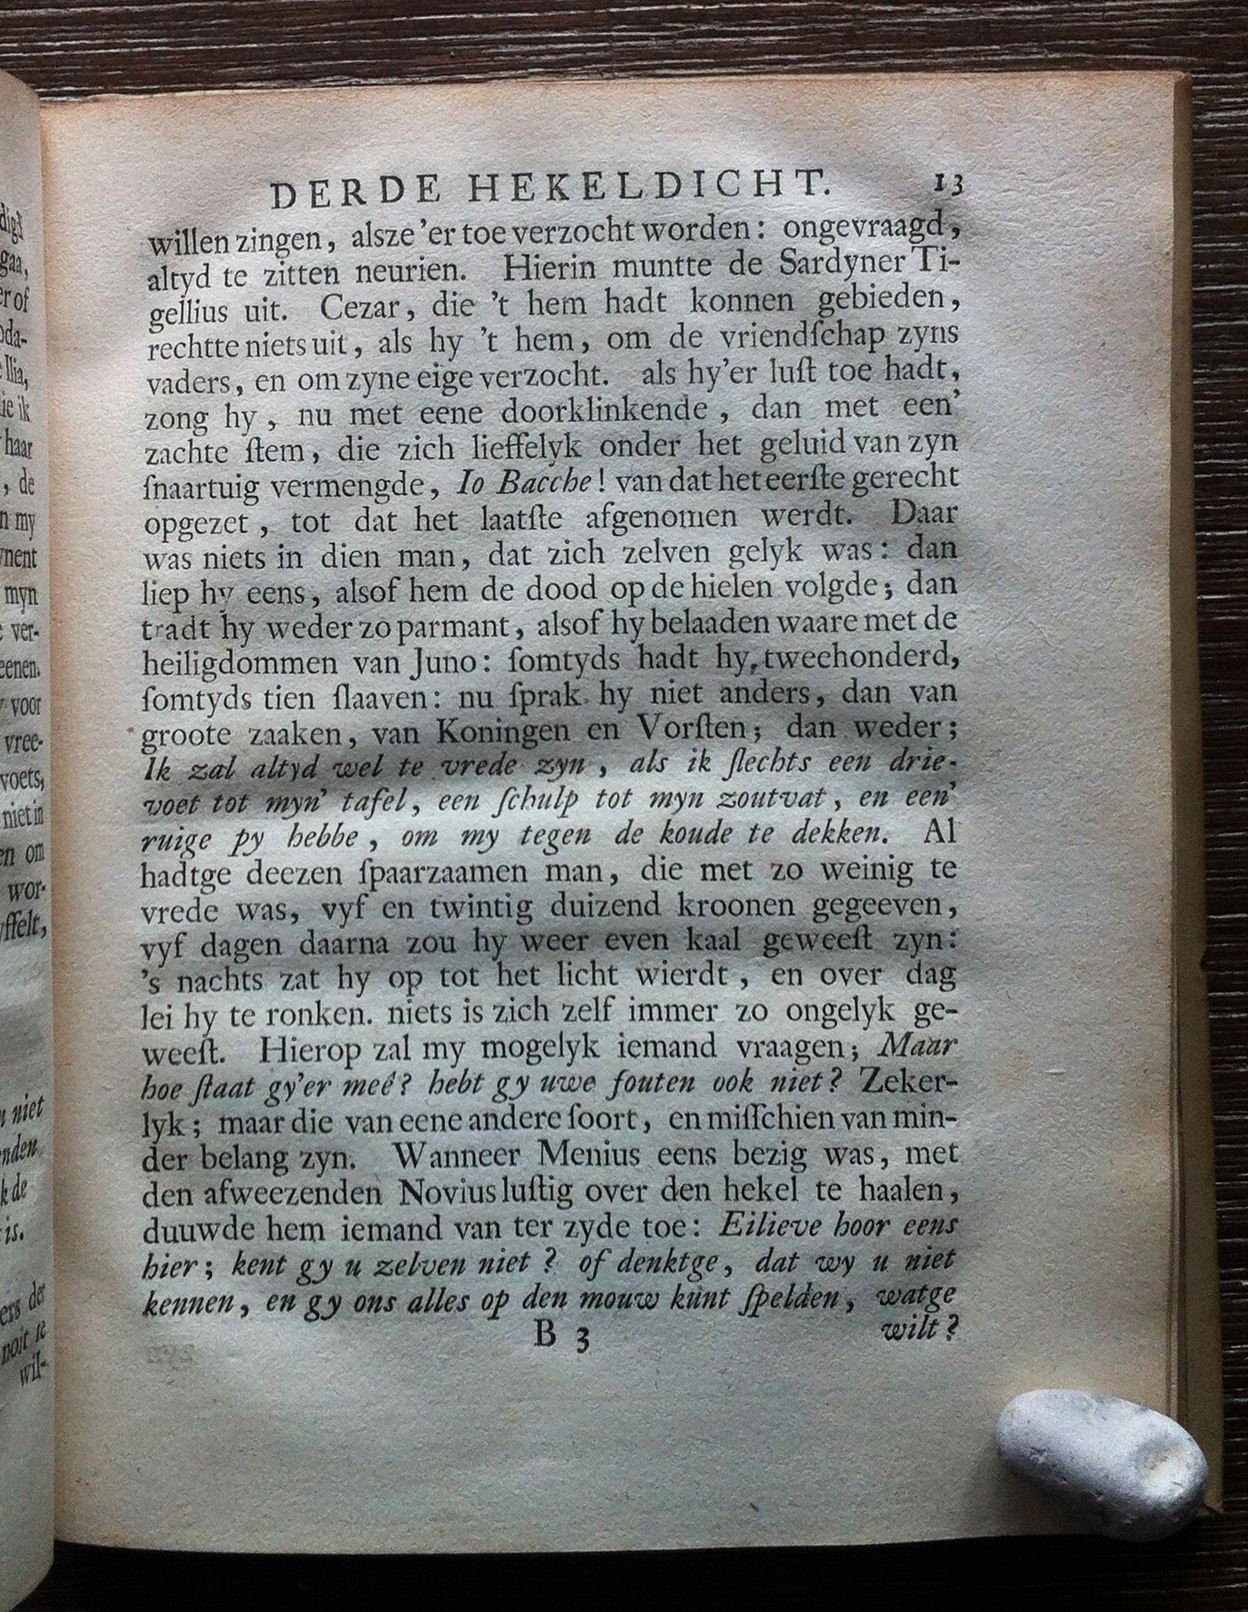 DERDE HEKELDICHT. 13
willen zingen, alsze 'er toe verzocht worden: ongevraagd,
altyd te zitten neurien. Hierin muntte de Sardyner Ti-
gellius uit. Cezar, die 't hem hadt konnen gebieden,
rechtte niets uit, als hy 't hem, om de vriendſchap zyns
vaders, en om zyne eige verzocht. als hy'er luſt toe hadt,
zong hy, nu met eene doorklinkende, dan met een'
zachte ſtem, die zich lieffelyk onder het geluid van zyn
ſnaartuig vermengde, Io Bacche! van dat het eerſte gerecht
opgezet, tot dat het laatſte afgenomen werdt. Daar
was niets in dien man, dat zich zelven gelyk was: dan
liep hy eens, alsof hem de dood op de hielen volgde; dan
tradt hy weder zo parmant, alsof hy belaaden waare met de
heiligdommen van Juno: ſomtyds hadt hy tweehonderd,
ſomtyds tien ſlaaven: nu ſprak hy niet anders, dan van
groote zaaken, van Koningen en Vorſten; dan weder;
Ik zal altyd wel te vrede zyn, als ik ſlechts een drie-
voet tot myn' tafel, een ſchulp tot myn zoutvat, en een'
ruige py hebbe, om my tegen de koude te dekken. Al
hadtge deezen ſpaarzaamen man, die met zo weinig te
vrede was, vyf en twintig duizend kroonen gegeeven,
vyf dagen daarna zou hy weer even kaal geweeſt zyn:
's nachts zat hy op tot het licht wierdt, en over dag
lei hy te ronken. niets is zich zelf immer zo ongelyk ge-
weeſt. Hierop zal my mogelyk iemand vraagen; Maar
hoe ſtaat gy'er meê? hebt gy uwe fouten ook niet? Zeker-
lyk; maar die van eene andere ſoort, en miſſchien van min-
der belang zyn. Wanneer Menius eens bezig was, met
den afweezenden Novius luſtig over den hekel te haalen,
duuwde hem iemand van ter zyde toe: Eilieve hoor eens
hier; kent gy u zelven niet? of denktge, dat wy u niet
kennen, en gy ons alles op den mouw kunt ſpelden, watge
B 3 wilt?